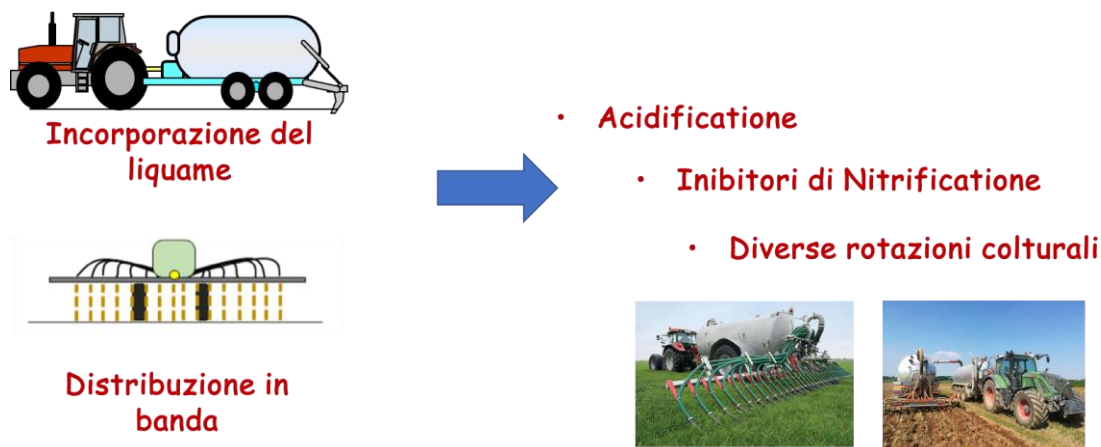 Incorporazione del
liquame
Distribuzione in
banda
• Acidificatione
• Inibitori di Nitrificatione
• Diverse rotazioni colturali